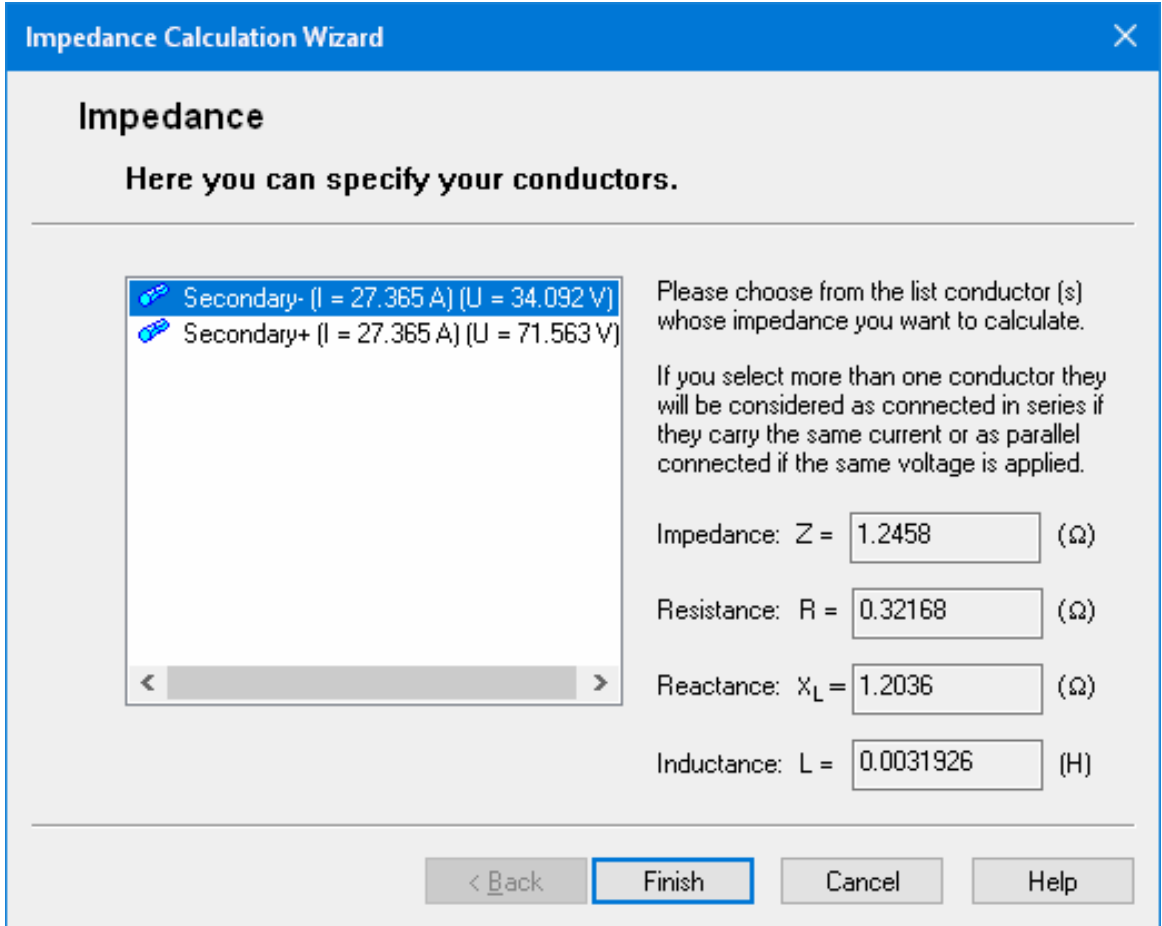 Impedance Calculation Wizard
Impedance
Here you can specify your conductors.
Secondary- (I = 27.365 A) (U = 34.092 V)
Secondary+ (I = 27.365 A) (U = 71.563 V)
Please choose from the list conductor (s)
whose impedance you want to calculate.
If you select more than one conductor they
will be considered as connected in series if
they carry the same current or as parallel
connected if the same voltage is applied.
Impedance: Z = 1.2458 (Ω)
Resistance: R = 0.32168 (Ω)
Reactance: XL = 1.2036 (Ω)
Inductance: L = 0.0031926 (H)
< Back Finish Cancel Help